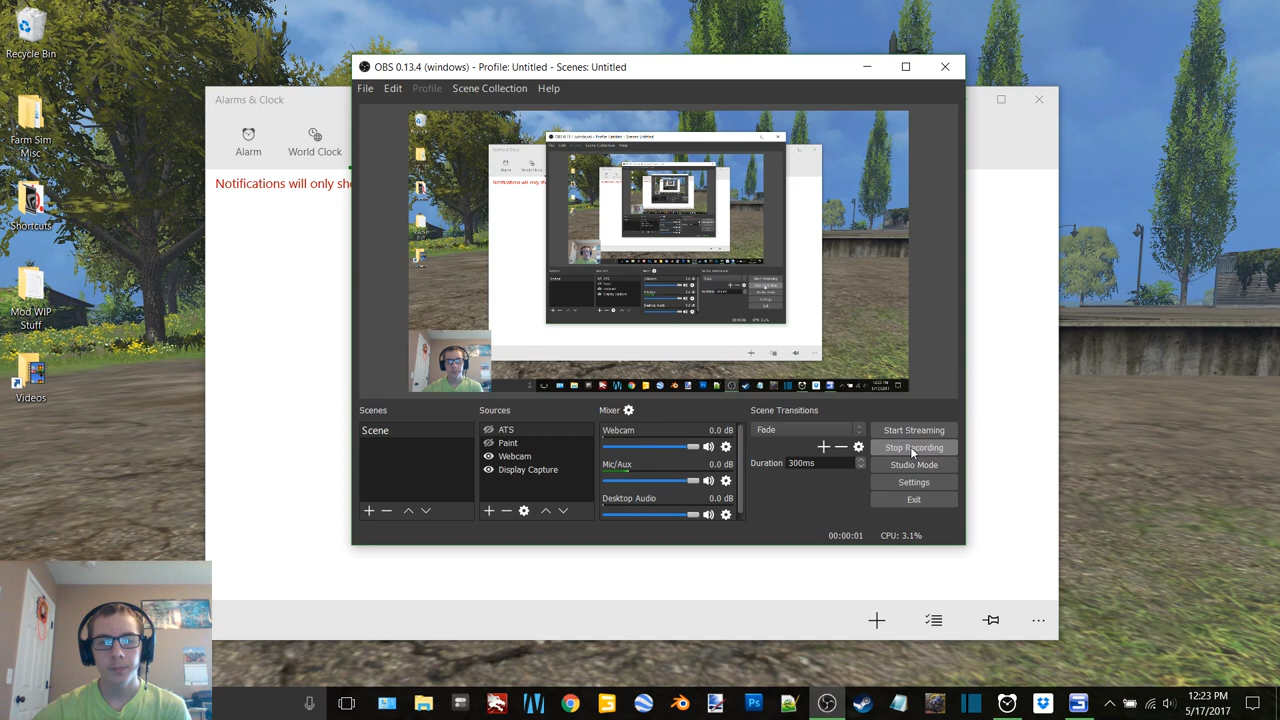 Recycle Bin
Farm Sim
Misc
Shortcuts
Mod WIP
Stuff
Videos
Alarms & Clock
Alarm
World Clock
Notifications will only sh
OBS 0.13.4 (windows) - Profile: Untitled - Scenes: Untitled
File Edit Profile Scene Collection Help
Scenes
Scene
Sources
ATS
Paint
Webcam
Display Capture
Mixer
Webcam 0.0 dB
Mic/Aux 0.0 dB
Desktop Audio 0.0 dB
Scene Transitions
Fade
Duration 300ms
Start Streaming
Stop Recording
Studio Mode
Settings
Exit
00:00:01 CPU: 3.1%
12:23 PM
5/17/2017